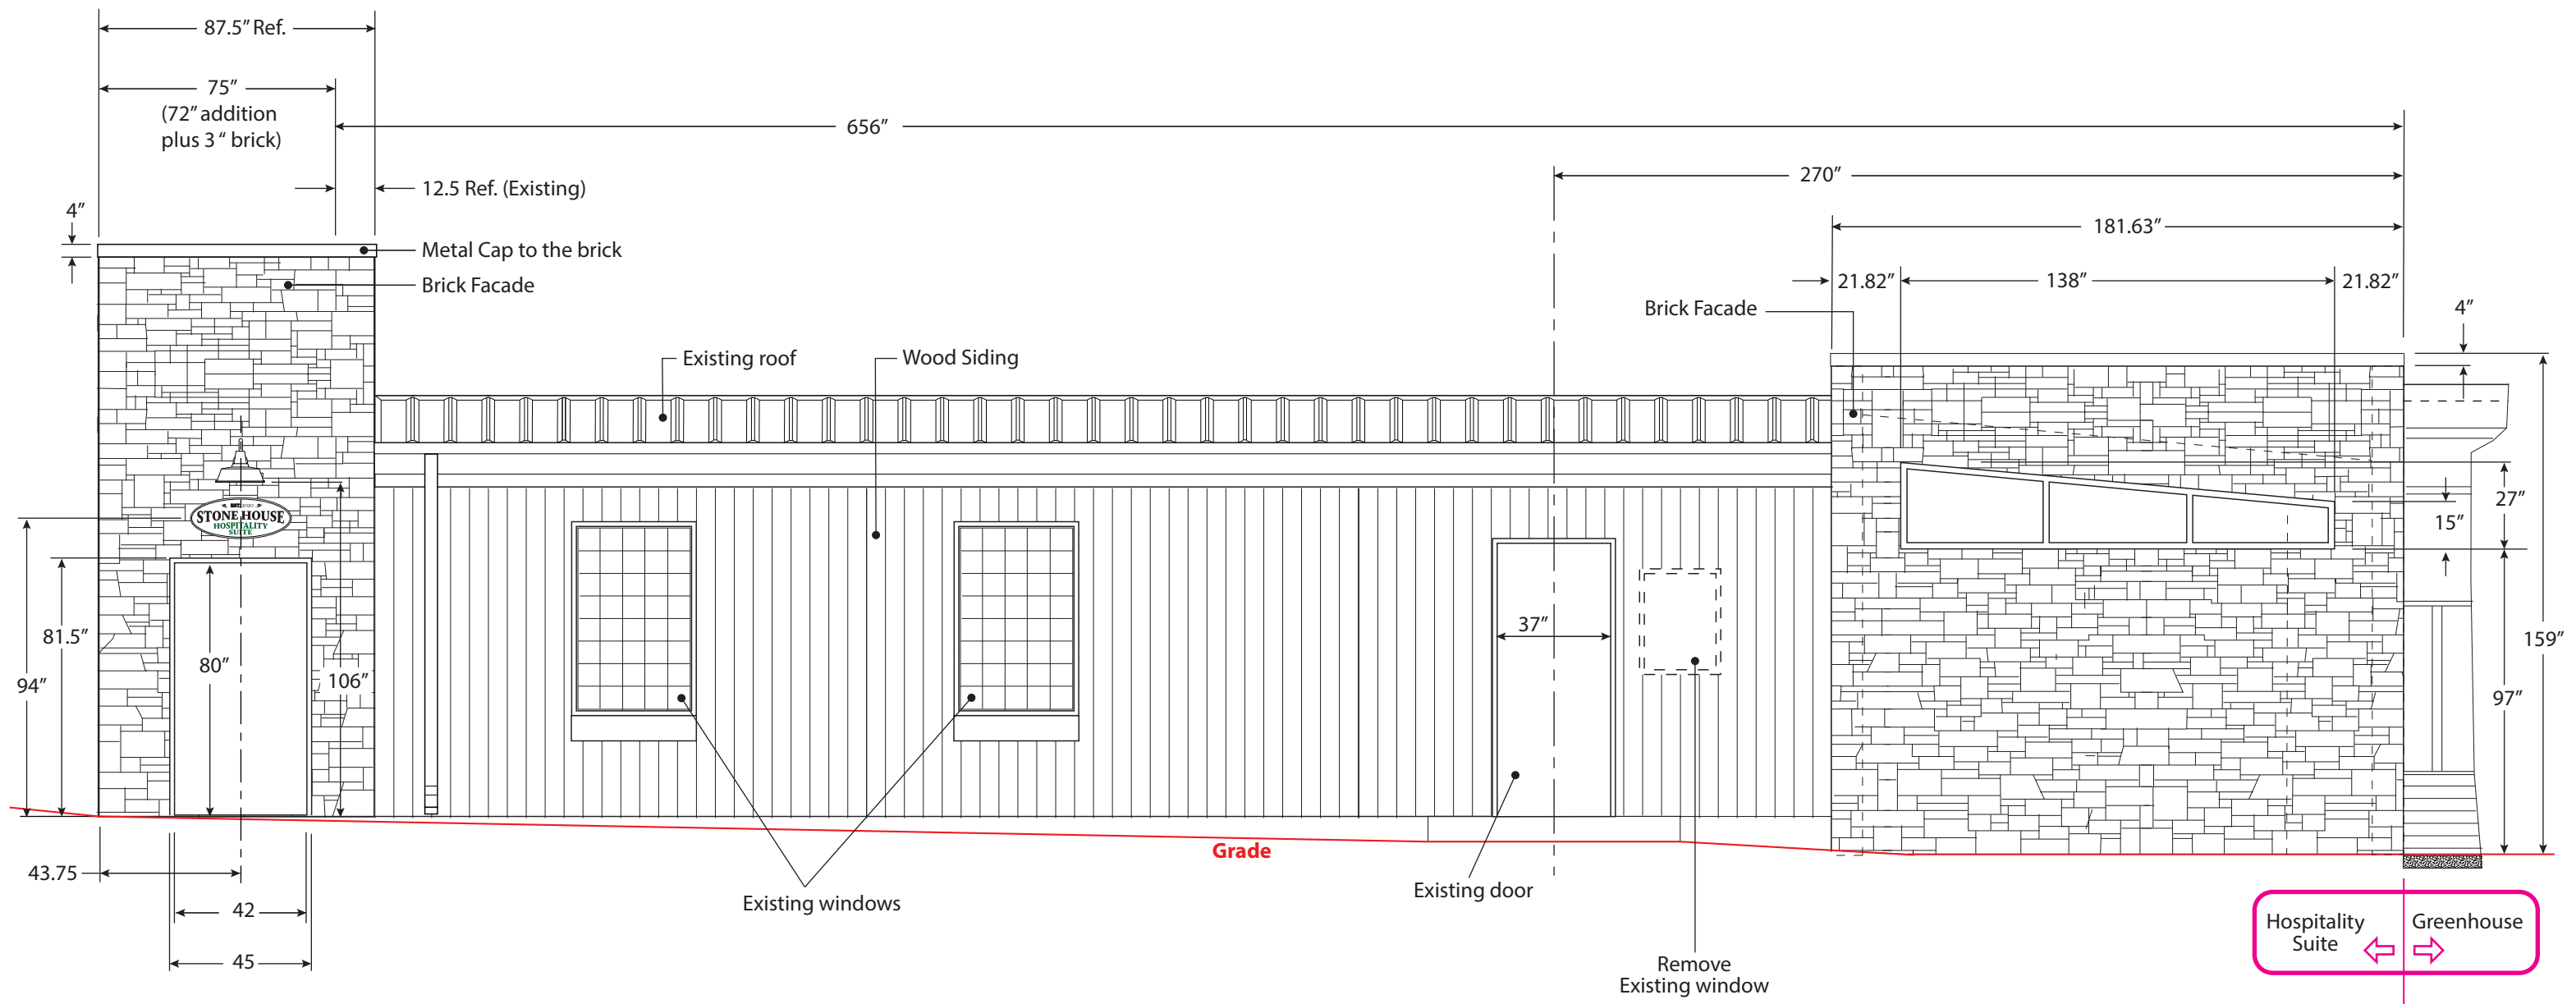 87.5” Ref.
75”
(72” addition
plus 3 “ brick)
656”
12.5 Ref. (Existing)
270”
181.63”
4”
Metal Cap to the brick
Brick Facade
21.82”
138”
21.82”
Brick Facade
4”
Existing roof
Wood Siding
STONE HOUSE
HOSPITALITY
SUITE
27”
15”
37”
81.5”
80”
106”
94”
159”
97”
Grade
43.75
Existing windows
Existing door
42
45
Remove
Existing window
Hospitality
Suite
Greenhouse